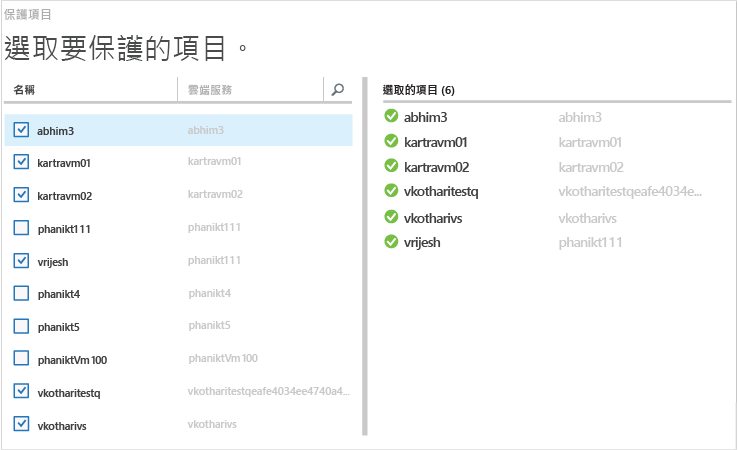 保護項目
選取要保護的項目。
名稱 雲端服務
abhim3 abhim3
kartravm01 kartravm01
kartravm02 kartravm02
phanikt111 phanikt111
vrijesh phanikt111
phanikt4 phanikt4
phanikt5 phanikt5
phaniktVm100 phaniktVm100
vkotharitestq vkotharitestqeafe4034ee4740a4...
vkotharivs vkotharivs
選取的項目 (6)
abhim3 abhim3
kartravm01 kartravm01
kartravm02 kartravm02
vkotharitestq vkotharitestqeafe4034e...
vkotharivs vkotharivs
vrijesh phanikt111